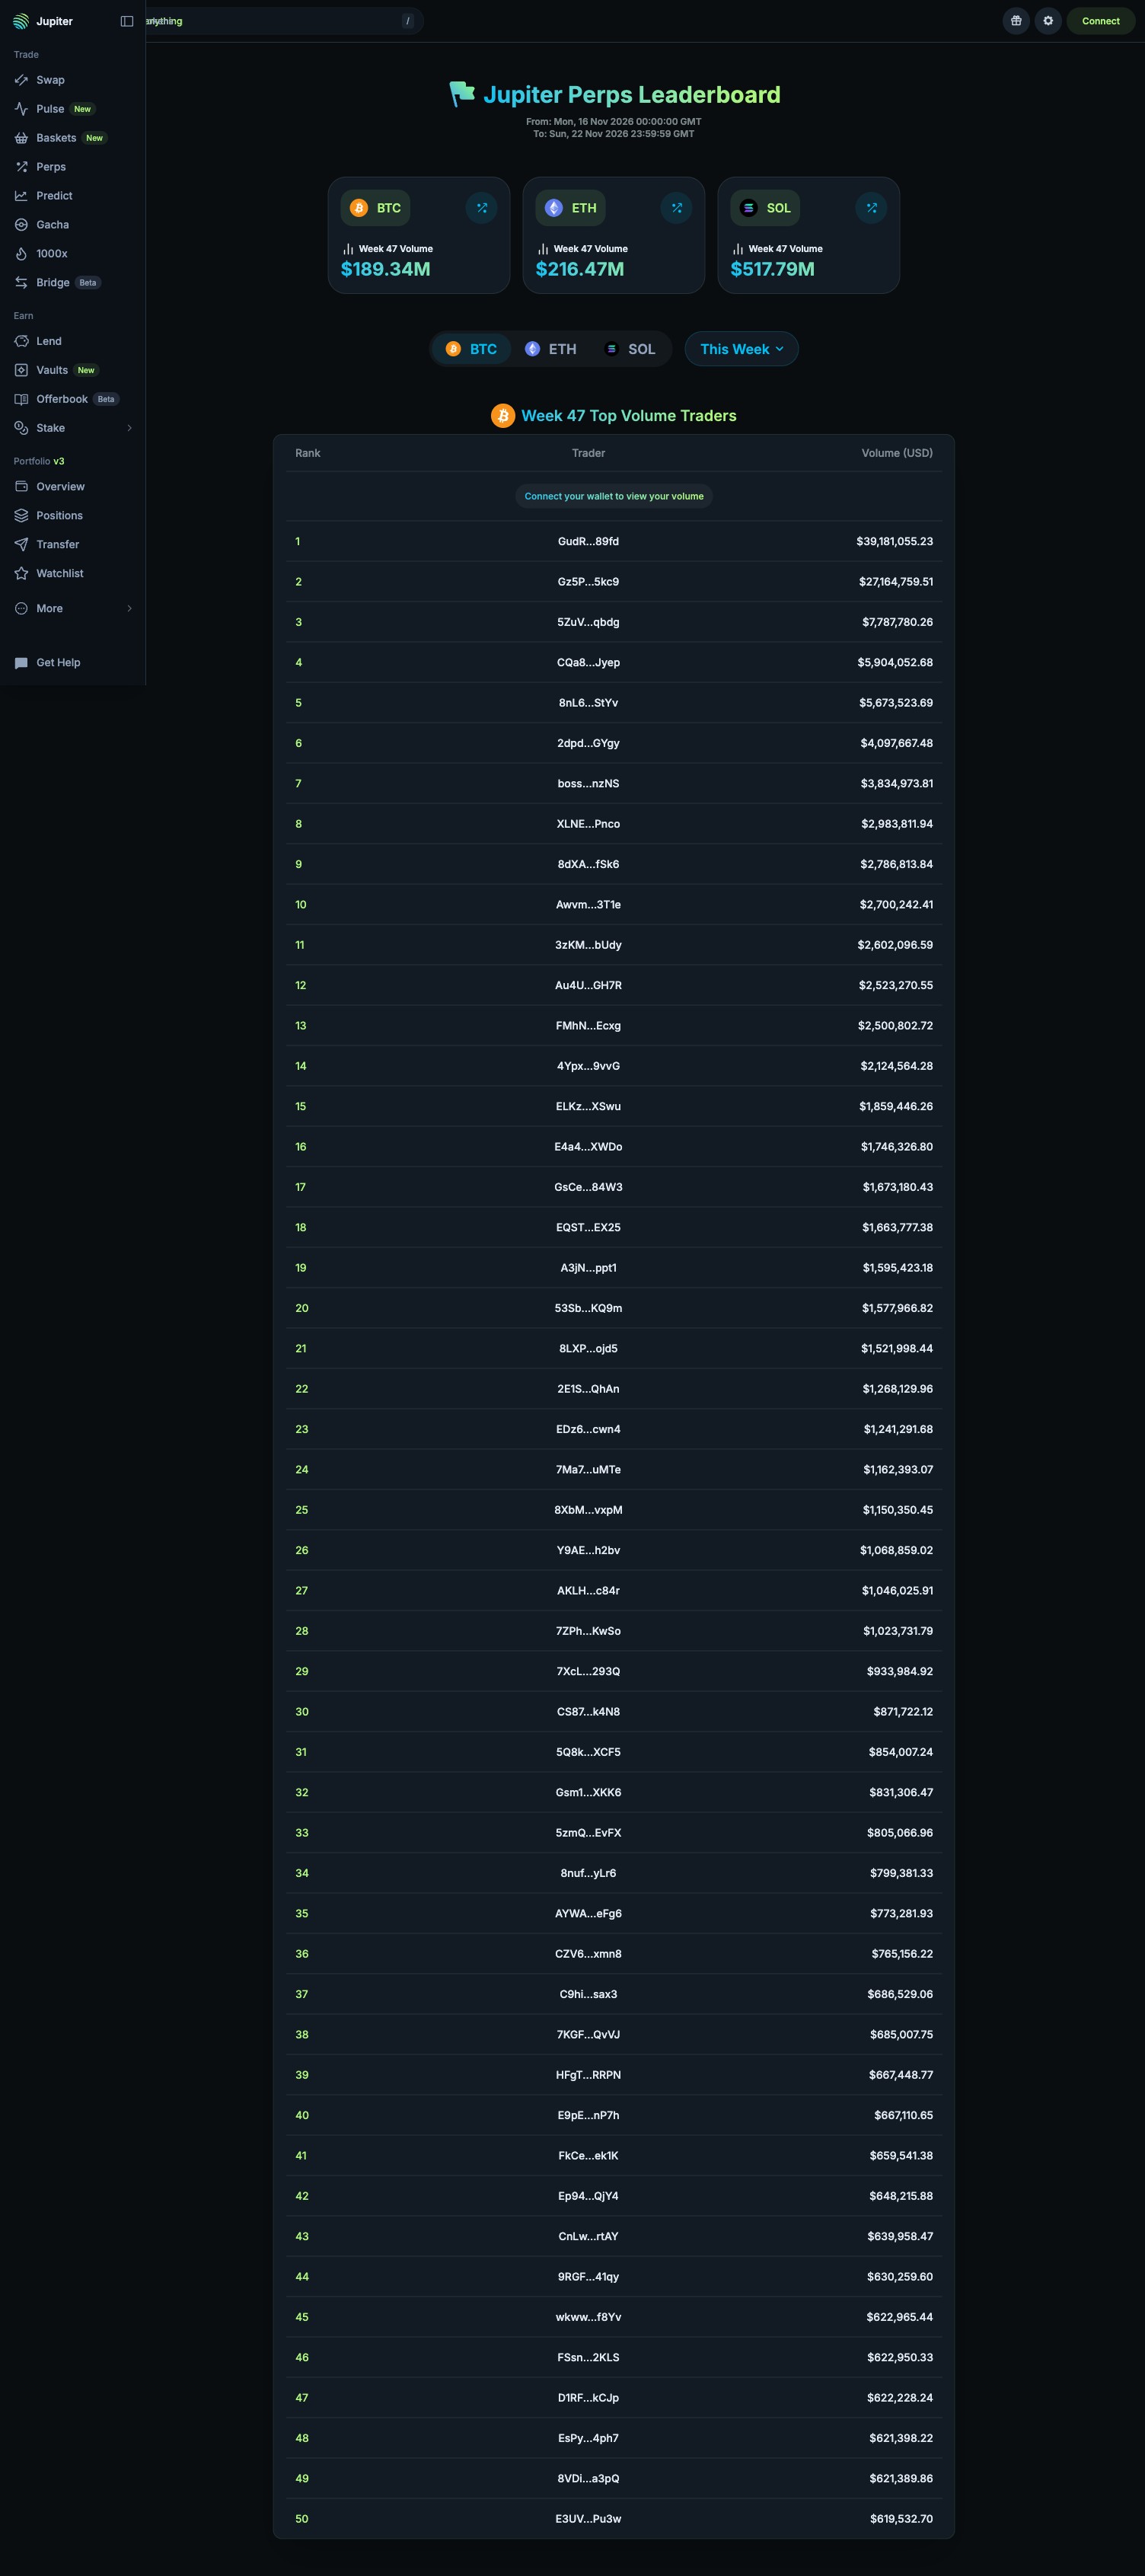 Jupiter
anything
/
Connect
Trade
Swap
Pulse New
Baskets New
Perps
Predict
Gacha
1000x
Bridge Beta
Earn
Lend
Vaults New
Offerbook Beta
Stake
Portfolio v3
Overview
Positions
Transfer
Watchlist
More
Get Help
Jupiter Perps Leaderboard
From: Mon, 16 Nov 2026 00:00:00 GMT
To: Sun, 22 Nov 2026 23:59:59 GMT
BTC
Week 47 Volume
$189.34M
ETH
Week 47 Volume
$216.47M
SOL
Week 47 Volume
$517.79M
BTC ETH SOL This Week
Week 47 Top Volume Traders
Rank Trader Volume (USD)
Connect your wallet to view your volume
1 GudR...89fd $39,181,055.23
2 Gz5P...5kc9 $27,164,759.51
3 5ZuV...qbdg $7,787,780.26
4 CQa8...Jyep $5,904,052.68
5 8nL6...StYv $5,673,523.69
6 2dpd...GYgy $4,097,667.48
7 boss...nzNS $3,834,973.81
8 XLNE...Pnco $2,983,811.94
9 8dXA...fSk6 $2,786,813.84
10 Awvm...3T1e $2,700,242.41
11 3zKM...bUdy $2,602,096.59
12 Au4U...GH7R $2,523,270.55
13 FMhN...Ecxg $2,500,802.72
14 4Ypx...9vvG $2,124,564.28
15 ELKz...XSwu $1,859,446.26
16 E4a4...XWDo $1,746,326.80
17 GsCe...84W3 $1,673,180.43
18 EQST...EX25 $1,663,777.38
19 A3jN...ppt1 $1,595,423.18
20 53Sb...KQ9m $1,577,966.82
21 8LXP...ojd5 $1,521,998.44
22 2E1S...QhAn $1,268,129.96
23 EDz6...cwn4 $1,241,291.68
24 7Ma7...uMTe $1,162,393.07
25 8XbM...vxpM $1,150,350.45
26 Y9AE...h2bv $1,068,859.02
27 AKLH...c84r $1,046,025.91
28 7ZPh...KwSo $1,023,731.79
29 7XcL...293Q $933,984.92
30 CS87...k4N8 $871,722.12
31 5Q8k...XCF5 $854,007.24
32 Gsm1...XKK6 $831,306.47
33 5zmQ...EvFX $805,066.96
34 8nuf...yLr6 $799,381.33
35 AYWA...eFg6 $773,281.93
36 CZV6...xmn8 $765,156.22
37 C9hi...sax3 $686,529.06
38 7KGF...QvVJ $685,007.75
39 HFgT...RRPN $667,448.77
40 E9pE...nP7h $667,110.65
41 FkCe...ek1K $659,541.38
42 Ep94...QjY4 $648,215.88
43 CnLw...rtAY $639,958.47
44 9RGF...41qy $630,259.60
45 wkww...f8Yv $622,965.44
46 FSsn...2KLS $622,950.33
47 D1RF...kCJp $622,228.24
48 EsPy...4ph7 $621,398.22
49 8VDi...a3pQ $621,389.86
50 E3UV...Pu3w $619,532.70